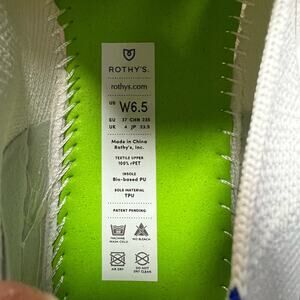 ROTHY'S.
rothys.com
US W6.5
EU 37 CHN 235
UK 4 JP 23.5
Made in China
Rothy's, Inc.
TEXTILE UPPER
100% rPET
INSOLE
Bio-based PU
SOLE MATERIAL
TPU
PATENT PENDING
MACHINE WASH COLD
NO BLEACH
AIR DRY
DO NOT DRY CLEAN